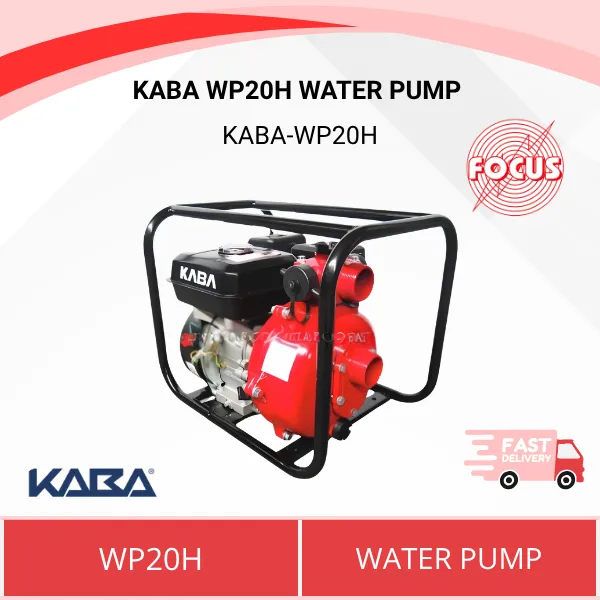 KABA WP20H WATER PUMP
KABA-WP20H
FOCUS
KABA
KABA®
FAST
DELIVERY
WP20H
WATER PUMP